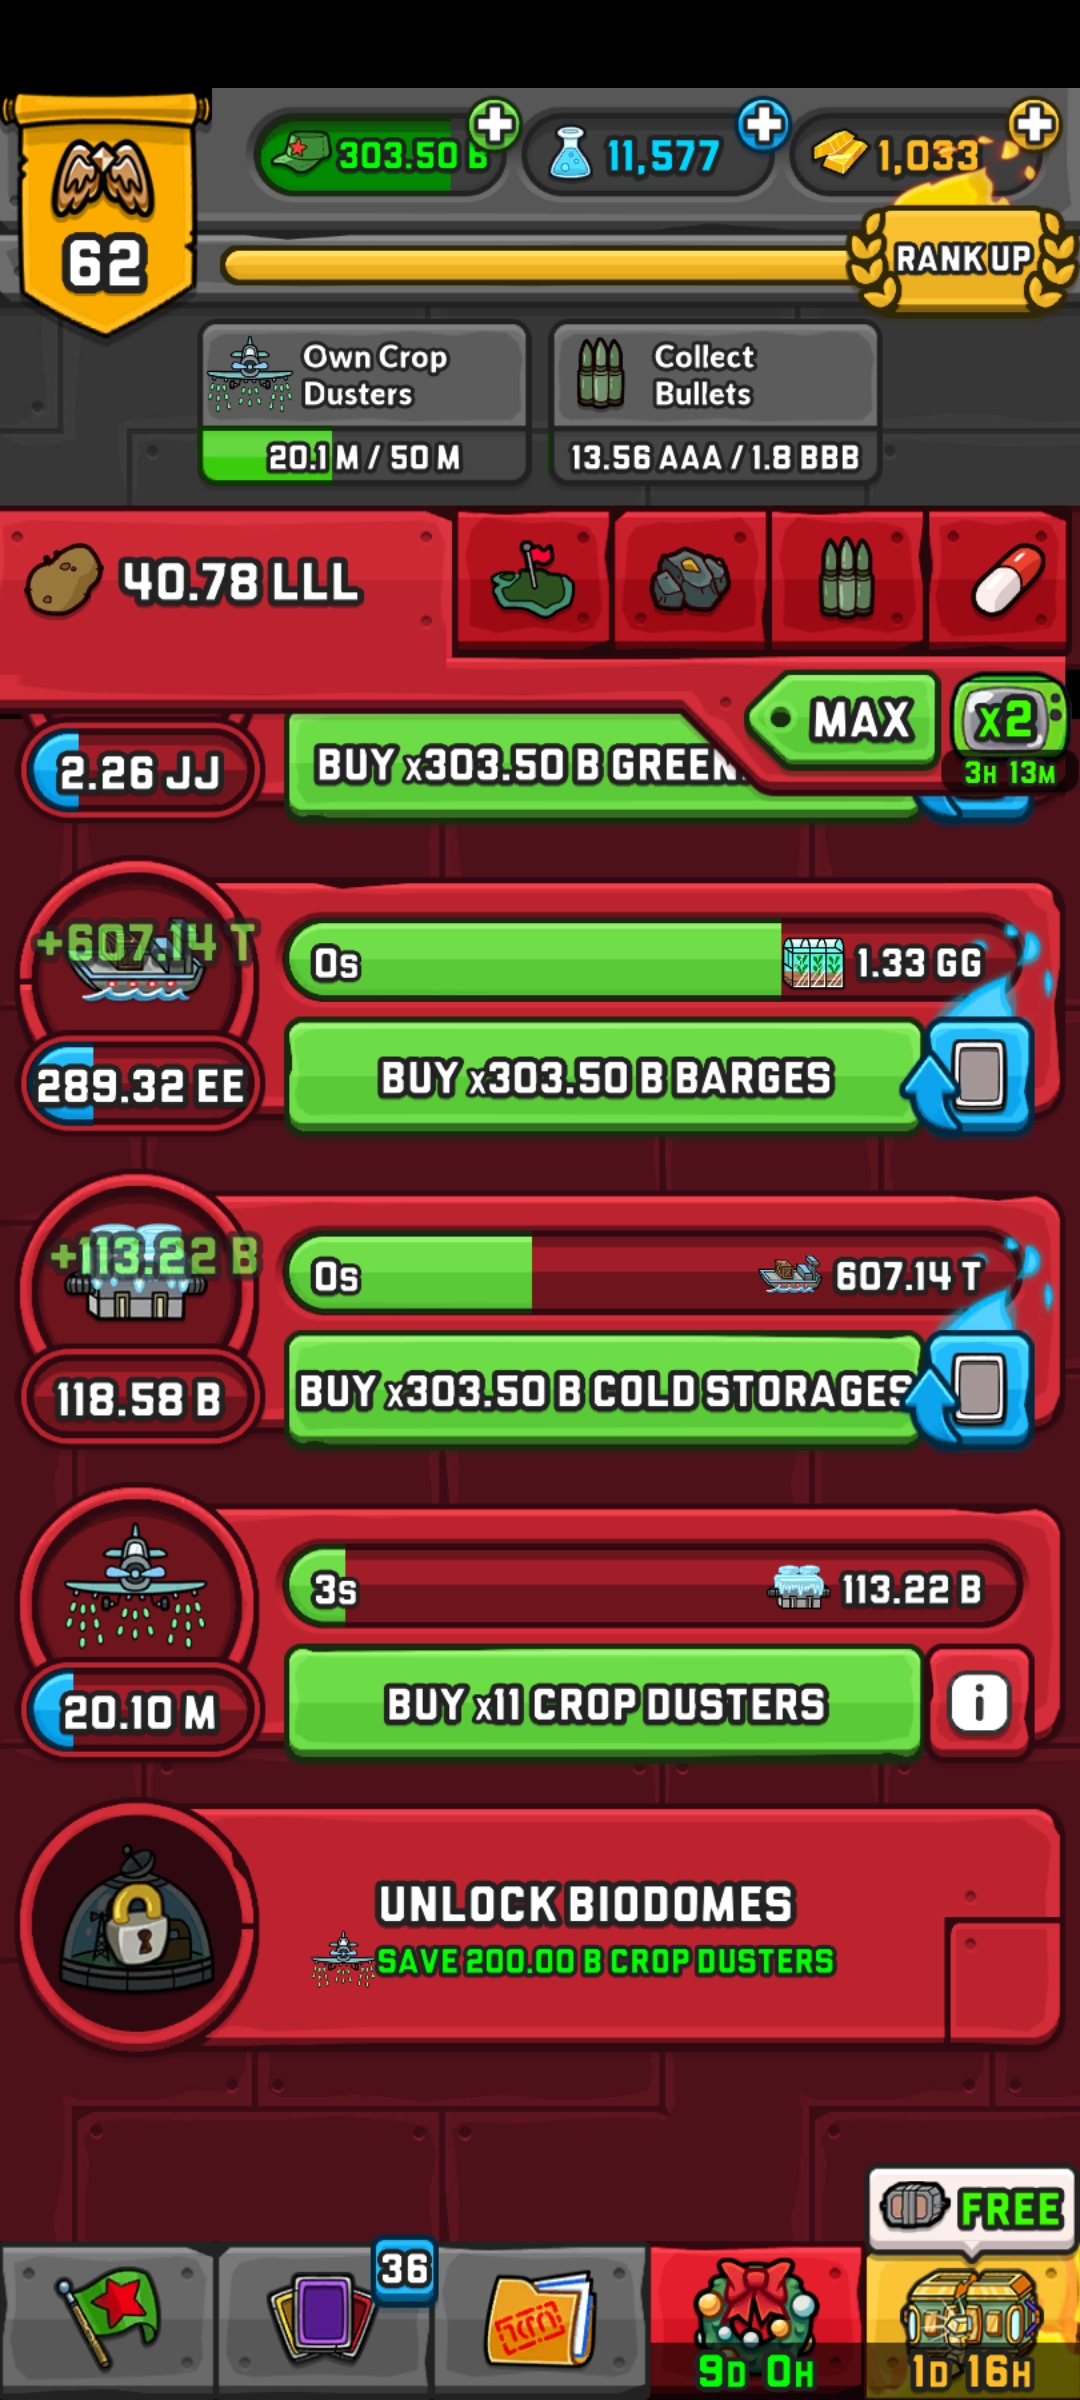 303.50 B
11,577
1,033
62
RANK UP
Own Crop
Dusters
20.1 M / 50 M
Collect
Bullets
13.56 AAA / 1.8 BBB
40.78 LLL
MAX
x2
3H 13M
2.26 JJ
BUY x303.50 B GREEN
+607.14 T
0s
1.33 GG
289.32 EE
BUY x303.50 B BARGES
+113.22 B
0s
607.14 T
118.58 B
BUY x303.50 B COLD STORAGES
3s
113.22 B
20.10 M
BUY x11 CROP DUSTERS
i
UNLOCK BIODOMES
SAVE 200.00 B CROP DUSTERS
FREE
36
9D 0H
1D 16H